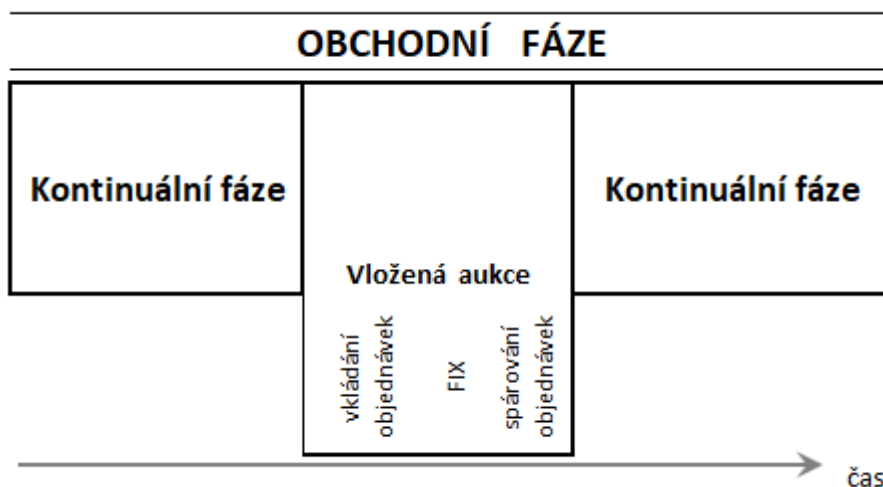 OBCHODNÍ FÁZE
Kontinuální fáze
Vložená aukce
vkládání
objednávek
FIX
spárování
objednávek
Kontinuální fáze
čas